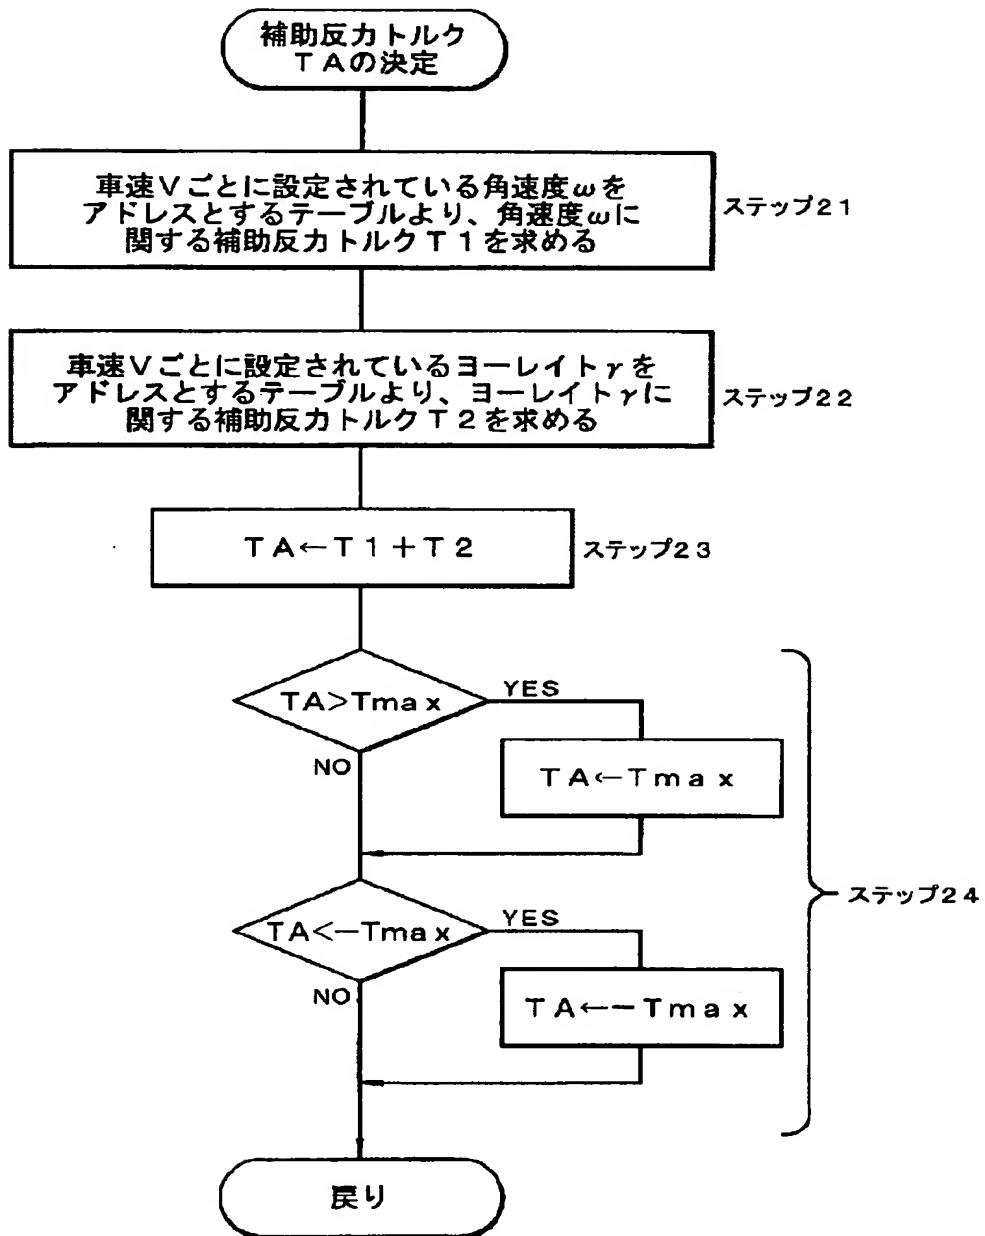 補助反力トルク
TAの決定
車速Vごとに設定されている角速度ωを
アドレスとするテーブルより、角速度ωに
関する補助反力トルクT1を求める
ステップ21
車速Vごとに設定されているヨーレイトγを
アドレスとするテーブルより、ヨーレイトγに
関する補助反力トルクT2を求める
ステップ22
TA←T1+T2
ステップ23
TA>Tmax
YES
NO
TA←Tmax
TA<-Tmax
YES
NO
TA←-Tmax
ステップ24
戻り